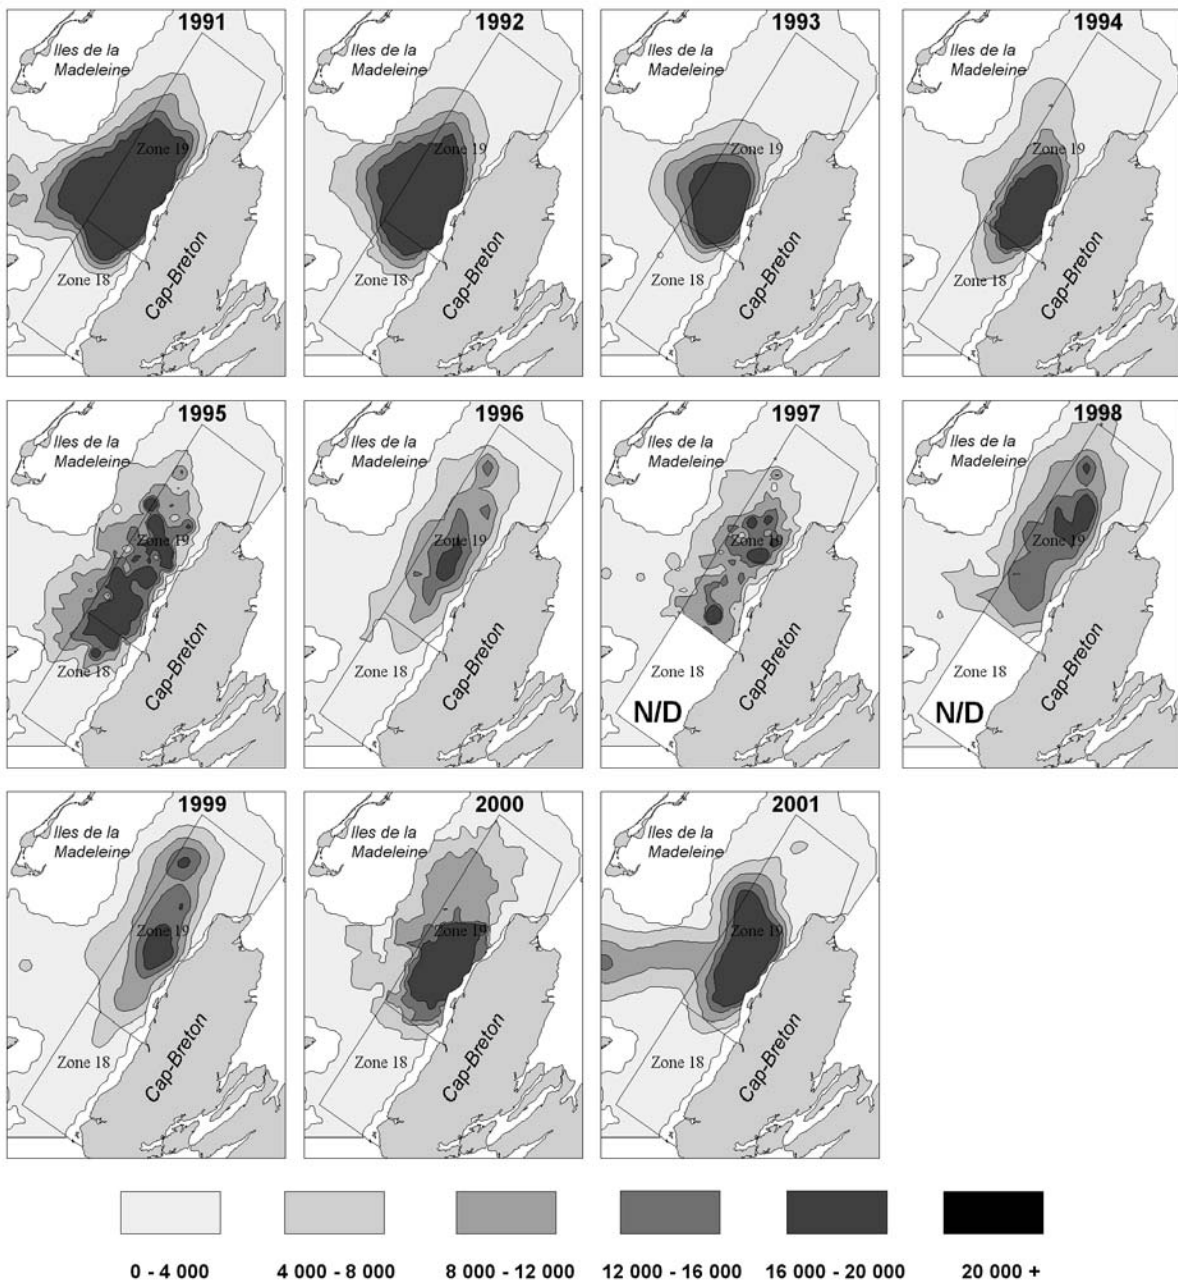 1991
Iles de la
Madeleine
Zone 19
Zone 18
Cap-Breton
1992
Iles de la
Madeleine
Zone 19
Zone 18
Cap-Breton
1993
Iles de la
Madeleine
Zone 19
Zone 18
Cap-Breton
1994
Iles de la
Madeleine
Zone 19
Zone 18
Cap-Breton
1995
Iles de la
Madeleine
Zone 19
Zone 18
Cap-Breton
1996
Iles de la
Madeleine
Zone 19
Zone 18
Cap-Breton
1997
Iles de la
Madeleine
Zone 19
Zone 18
N/D
Cap-Breton
1998
Iles de la
Madeleine
Zone 19
Zone 18
N/D
Cap-Breton
1999
Iles de la
Madeleine
Zone 19
Zone 18
Cap-Breton
2000
Iles de la
Madeleine
Zone 19
Zone 18
Cap-Breton
2001
Iles de la
Madeleine
Zone 19
Zone 18
Cap-Breton
0 - 4 000 4 000 - 8 000 8 000 - 12 000 12 000 - 16 000 16 000 - 20 000 20 000 +